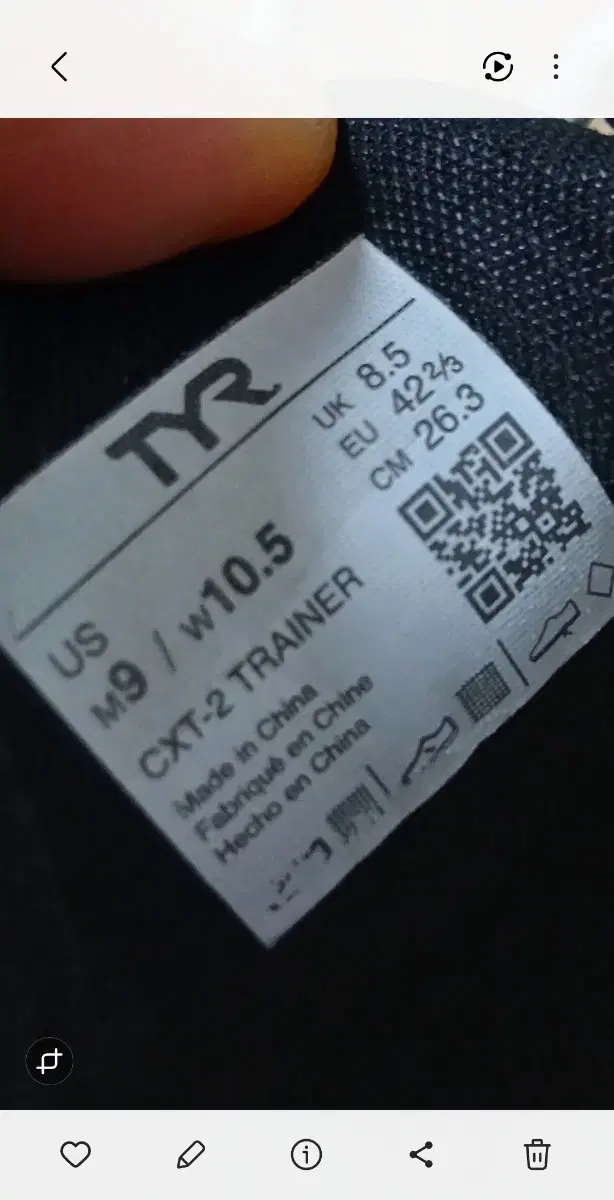 TYR
UK 8.5
EU 42 2/3
CM 26.3
US
M9 / W10.5
CXT-2 TRAINER
Made in China
Fabriqué en Chine
Hecho en China